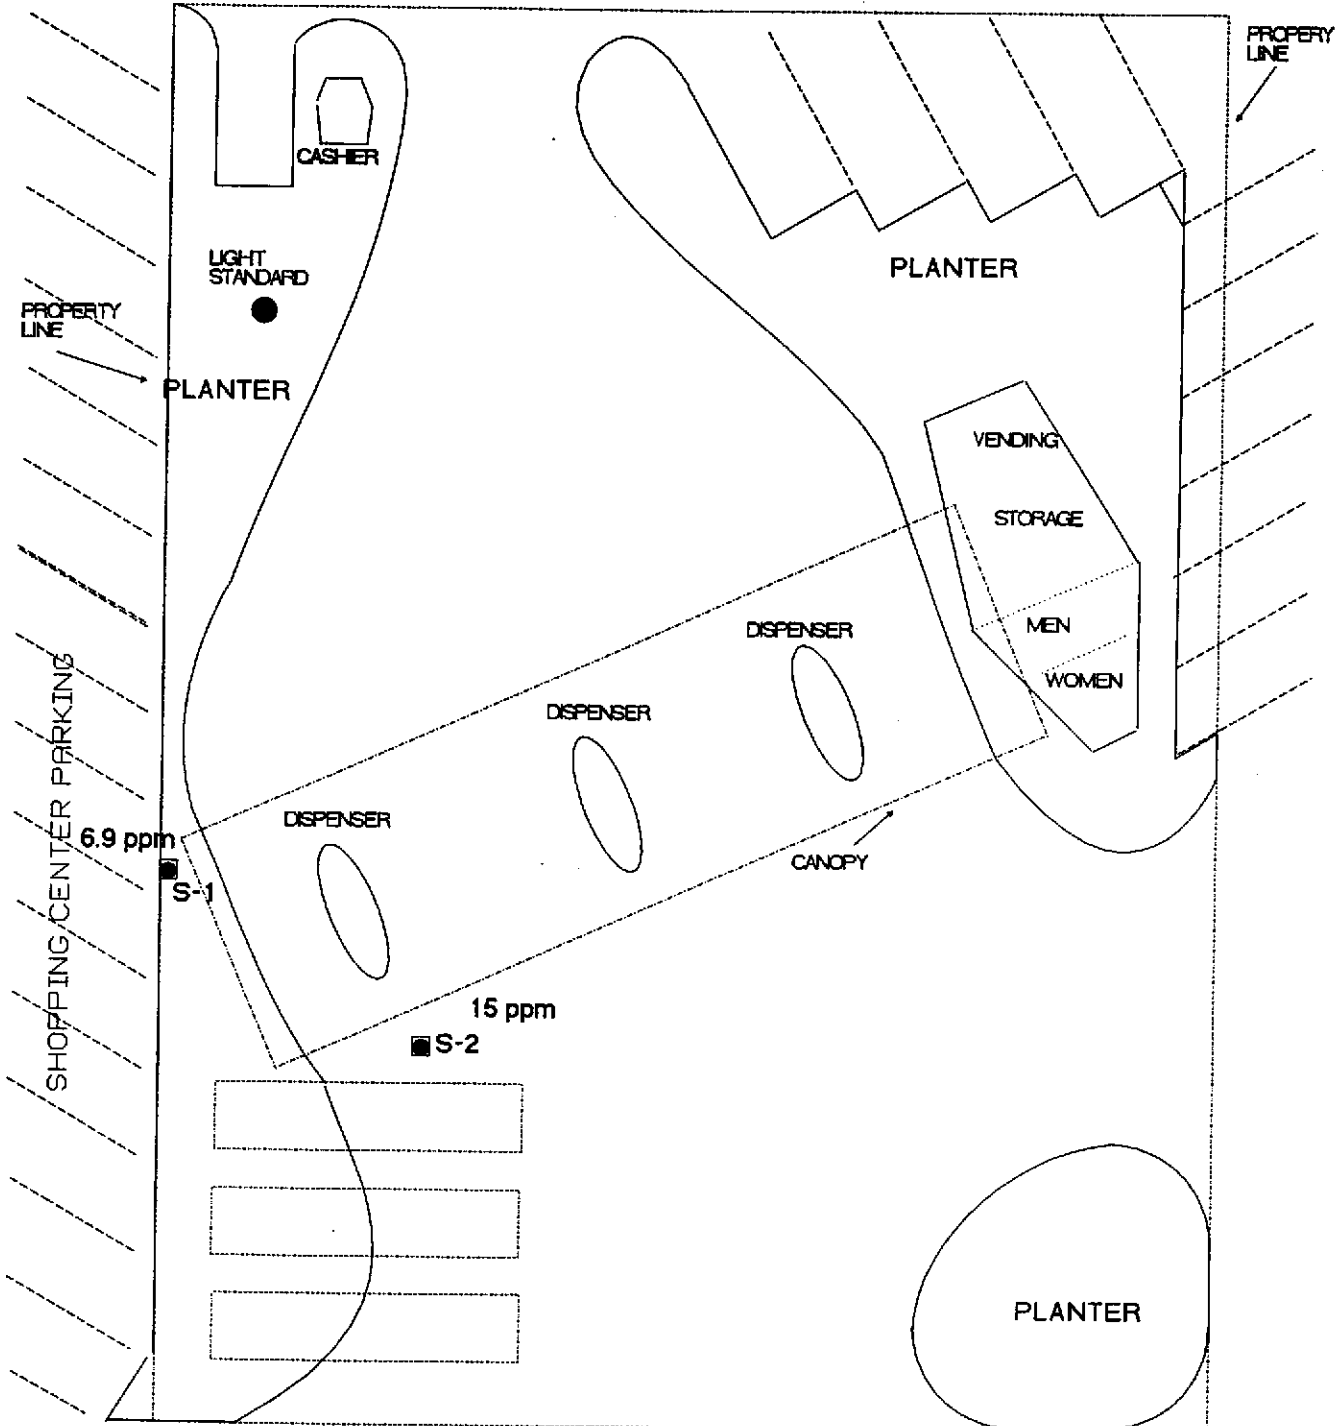 PROPERY
LINE
CASHIER
LIGHT
STANDARD
PLANTER
PROPERTY
LINE
PLANTER
VENDING
STORAGE
DISPENSER
MEN
WOMEN
DISPENSER
DISPENSER
SHOPPING CENTER PARKING
6.9 ppm
S-1
CANOPY
15 ppm
S-2
PLANTER